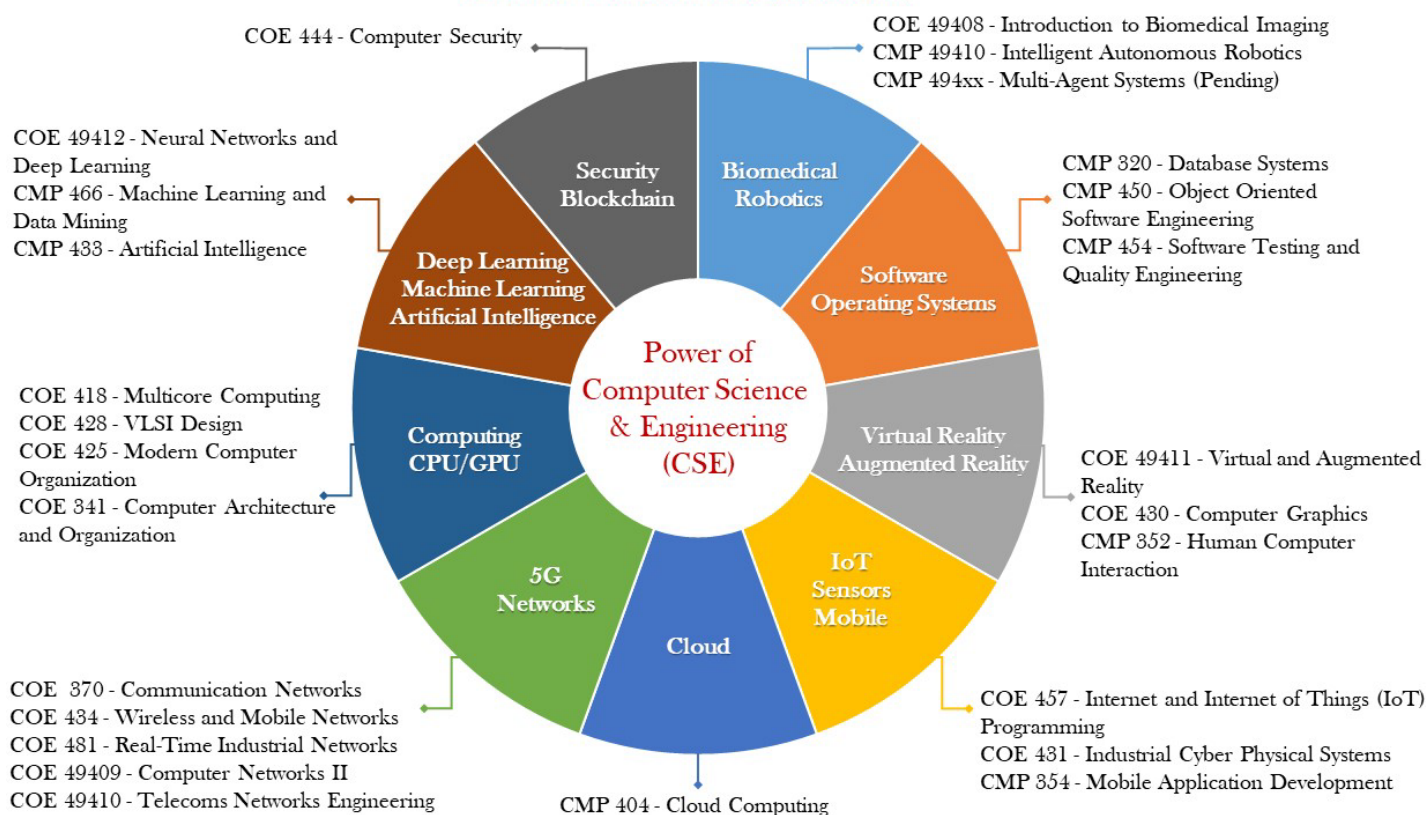 COE 444 - Computer Security
COE 49408 - Introduction to Biomedical Imaging
CMP 49410 - Intelligent Autonomous Robotics
CMP 494xx - Multi-Agent Systems (Pending)
COE 49412 - Neural Networks and
Deep Learning
CMP 466 - Machine Learning and
Data Mining
CMP 433 - Artificial Intelligence
Security
Blockchain
Biomedical
Robotics
CMP 320 - Database Systems
CMP 450 - Object Oriented
Software Engineering
CMP 454 - Software Testing and
Quality Engineering
Deep Learning
Machine Learning
Artificial Intelligence
Software
Operating Systems
Power of
Computer Science
& Engineering
(CSE)
COE 418 - Multicore Computing
COE 428 - VLSI Design
COE 425 - Modern Computer
Organization
COE 341 - Computer Architecture
and Organization
Computing
CPU/GPU
Virtual Reality
Augmented Reality
COE 49411 - Virtual and Augmented
Reality
COE 430 - Computer Graphics
CMP 352 - Human Computer
Interaction
5G
Networks
Cloud
IoT
Sensors
Mobile
COE 370 - Communication Networks
COE 434 - Wireless and Mobile Networks
COE 481 - Real-Time Industrial Networks
COE 49409 - Computer Networks II
COE 49410 - Telecoms Networks Engineering
CMP 404 - Cloud Computing
COE 457 - Internet and Internet of Things (IoT)
Programming
COE 431 - Industrial Cyber Physical Systems
CMP 354 - Mobile Application Development